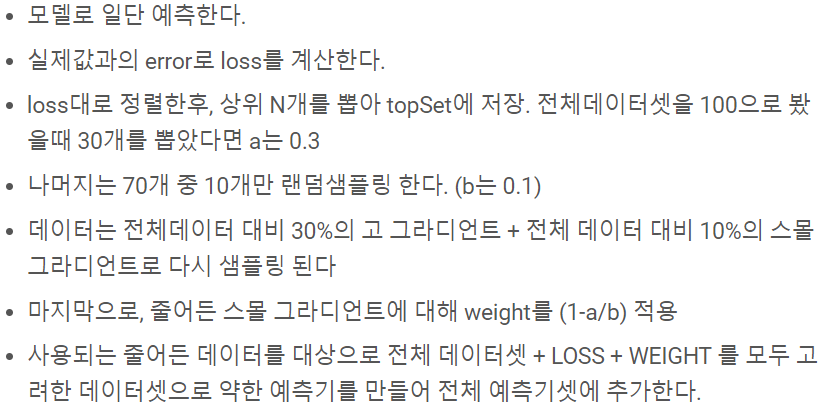 • 모델로 일단 예측한다.
• 실제값과의 error로 loss를 계산한다.
• loss대로 정렬한후, 상위 N개를 뽑아 topSet에 저장. 전체데이터셋을 100으로 봤
을때 30개를 뽑았다면 a는 0.3
• 나머지는 70개 중 10개만 랜덤샘플링 한다. (b는 0.1)
• 데이터는 전체데이터 대비 30%의 고 그라디언트 + 전체 데이터 대비 10%의 스몰
그라디언트로 다시 샘플링 된다
• 마지막으로, 줄어든 스몰 그라디언트에 대해 weight를 (1-a/b) 적용
• 사용되는 줄어든 데이터를 대상으로 전체 데이터셋 + LOSS + WEIGHT 를 모두 고
려한 데이터셋으로 약한 예측기를 만들어 전체 예측기셋에 추가한다.